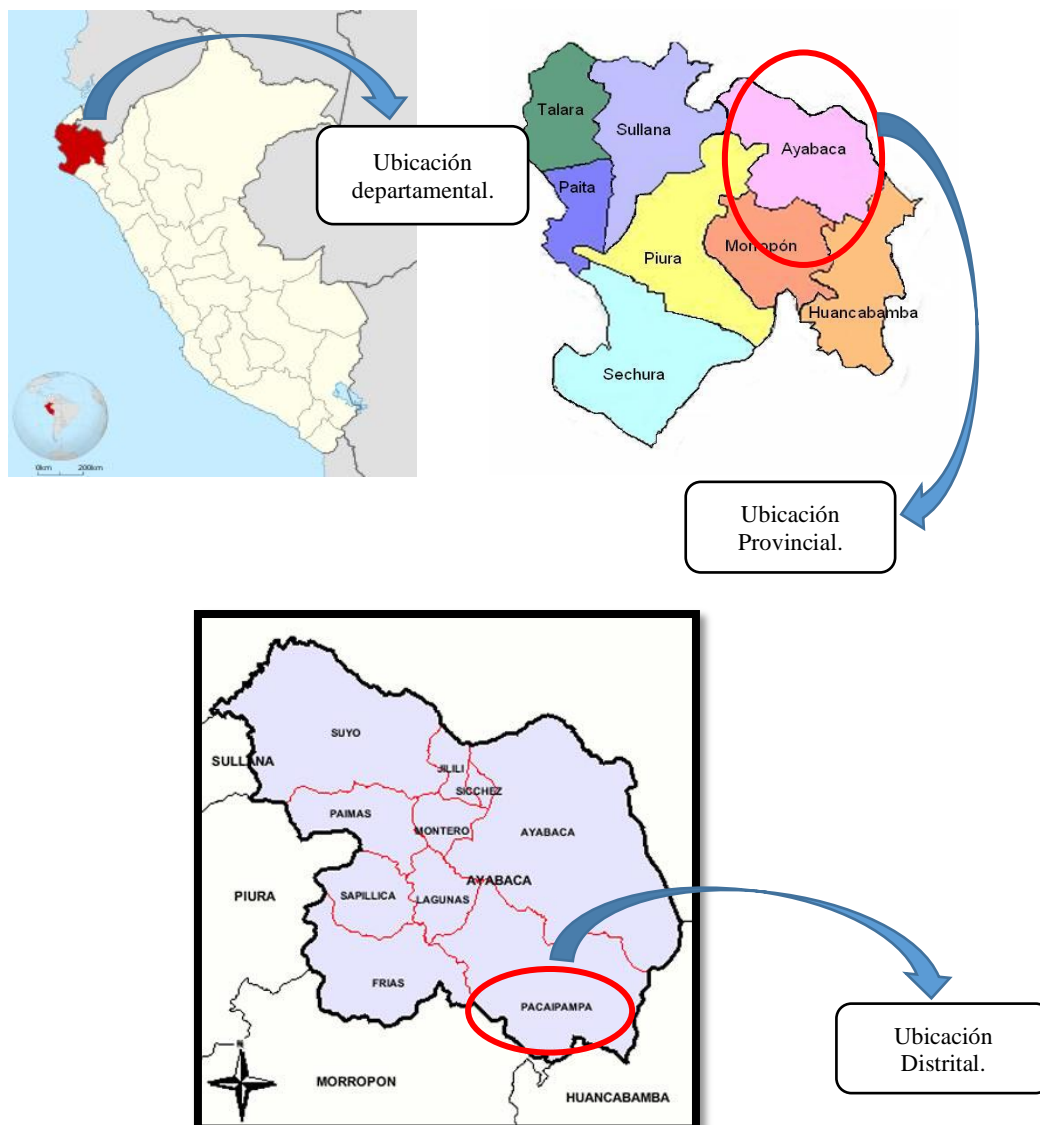 Ubicación
departamental.
0km 200km
Talara
Sullana
Ayabaca
Paita
Piura
Morropón
Huancabamba
Sechura
Ubicación
Provincial.
SUYO
SULLANA
JILILI
SICCHEZ
PAIMAS
MONTERO
AYABACA
AYABACA
PIURA
SAPILLICA
LAGUNAS
FRIAS
PACAIPAMPA
Ubicación
Distrital.
N
MORROPON
HUANCABAMBA